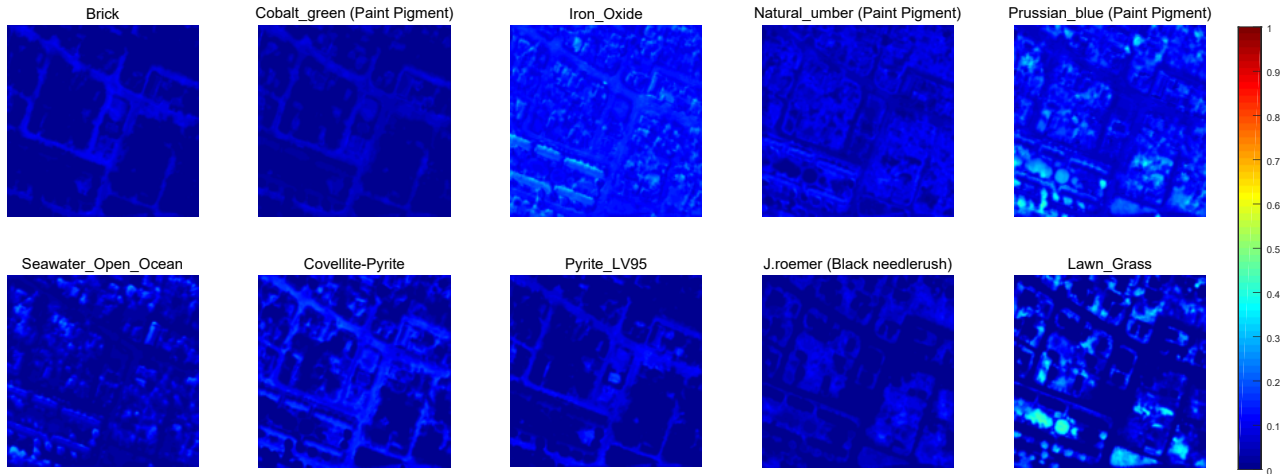 Brick
Cobalt_green (Paint Pigment)
Iron_Oxide
Natural_umber (Paint Pigment)
Prussian_blue (Paint Pigment)
1
0.9
0.8
0.7
0.6
0.5
0.4
0.3
0.2
0.1
0
Seawater_Open_Ocean
Covellite-Pyrite
Pyrite_LV95
J.roemer (Black needlerush)
Lawn_Grass